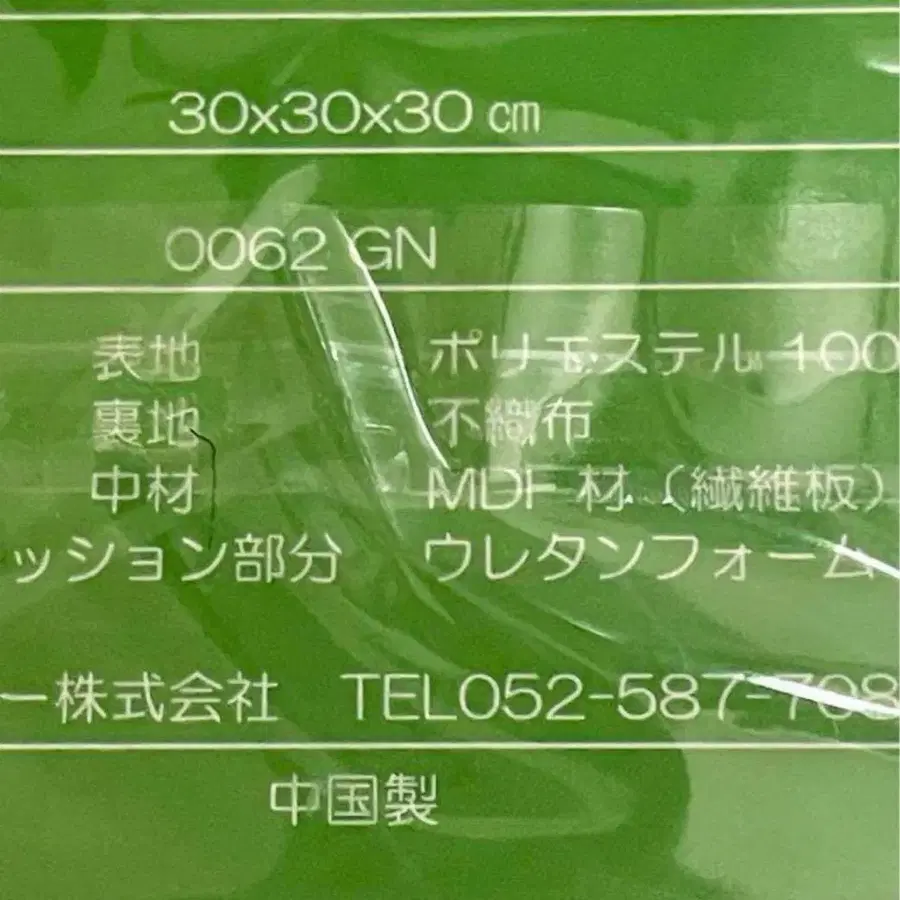 30x30x30 cm
0062 GN
表地 ポリエステル 100
裏地 不織布
中材 MDF 材（繊維板）
ッション部分 ウレタンフォーム
ー株式会社 TEL052-587-708
中国製